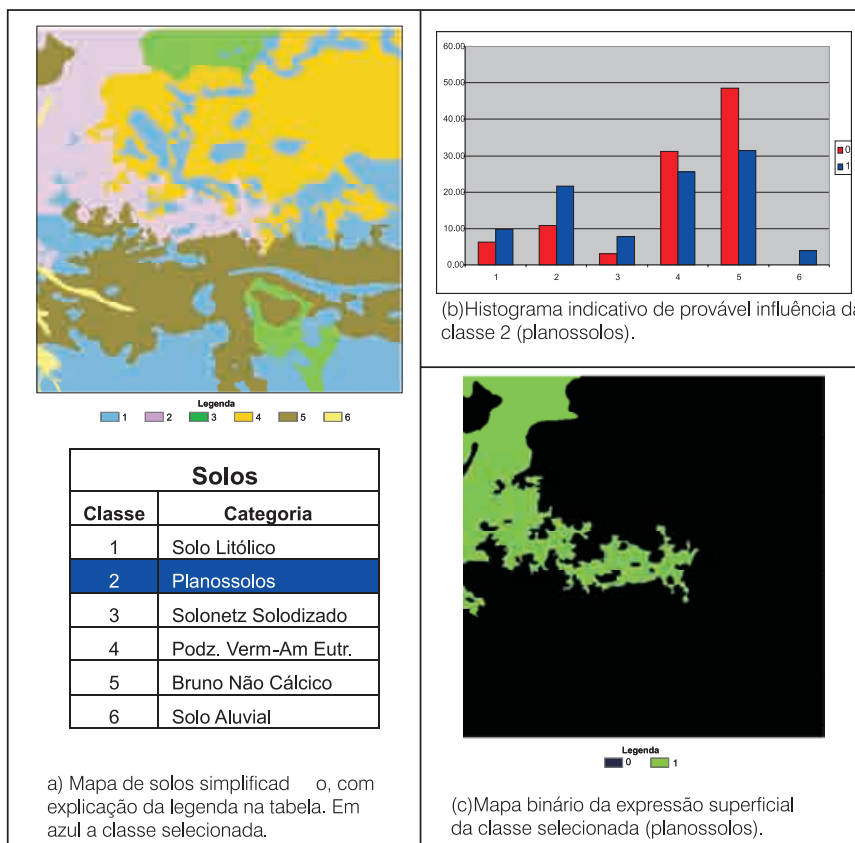 Legenda
1 2 3 4 5 6
Solos
Classe Categoria
1 Solo Litólico
2 Planossolos
3 Solonetz Solodizado
4 Podz. Verm-Am Eutr.
5 Bruno Não Cálcico
6 Solo Aluvial
a) Mapa de solos simplificad o, com
explicação da legenda na tabela. Em
azul a classe selecionada.
60.00
50.00
40.00
30.00
20.00
10.00
0.00
1 2 3 4 5 6
0
1
(b)Histograma indicativo de provável influência da
classe 2 (planossolos).
Legenda
0 1
(c)Mapa binário da expressão superficial
da classe selecionada (planossolos).